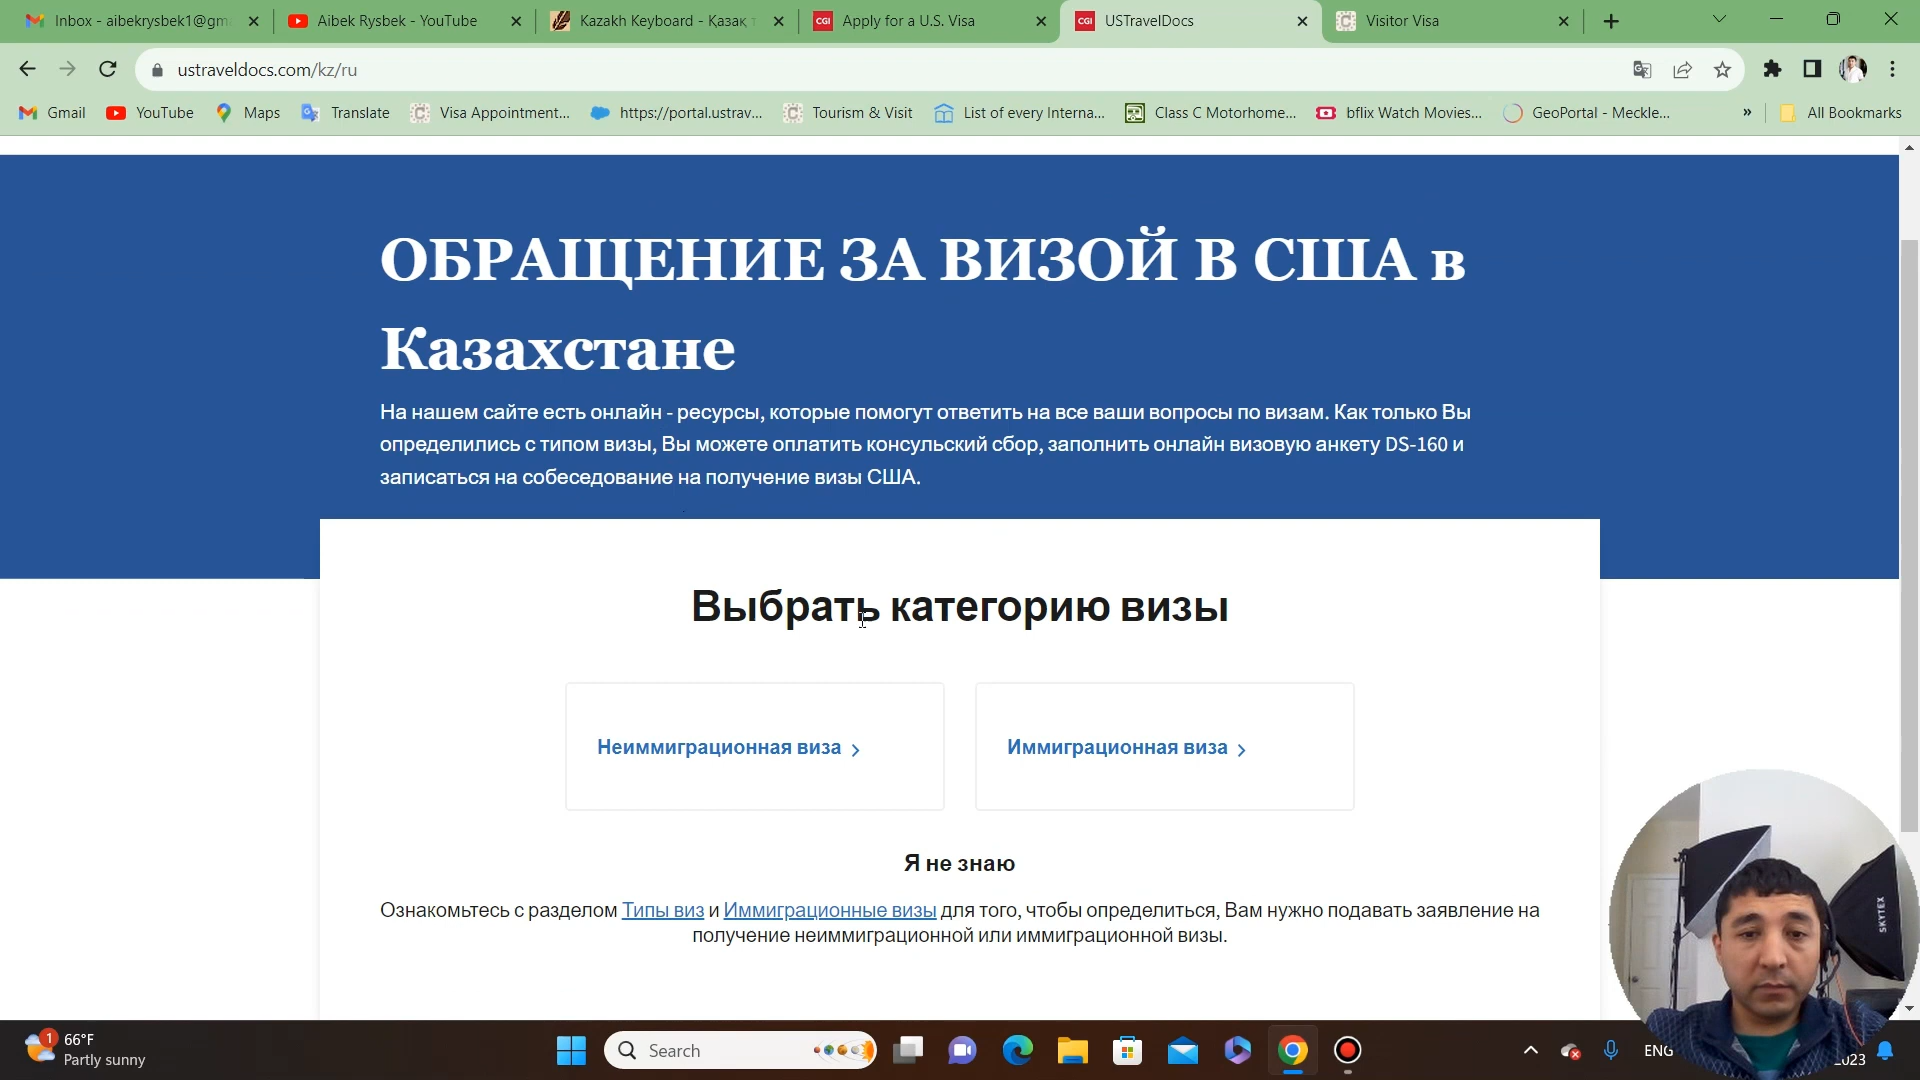 Inbox - aibekrysbek1@gm
Aibek Rysbek - YouTube
Kazakh Keyboard - Қазақ т
CGI
Apply for a U.S. Visa
CGI
USTravelDocs
Visitor Visa
ustraveldocs.com/kz/ru
Gmail
YouTube
Maps
Translate
Visa Appointment...
https://portal.ustrav...
Tourism & Visit
List of every Interna...
Class C Motorhome...
bflix Watch Movies...
GeoPortal - Meckle...
»
All Bookmarks
ОБРАЩЕНИЕ ЗА ВИЗОЙ В США в
Казахстане
На нашем сайте есть онлайн - ресурсы, которые помогут ответить на все ваши вопросы по визам. Как только Вы
определились с типом визы, Вы можете оплатить консульский сбор, заполнить онлайн визовую анкету DS-160 и
записаться на собеседование на получение визы США.
Выбрать категорию визы
Неиммиграционная виза
Иммиграционная виза
Я не знаю
Ознакомьтесь с разделом Типы виз и Иммиграционные визы для того, чтобы определиться, Вам нужно подавать заявление на
получение неиммиграционной или иммиграционной визы.
SKYTEX
1
66°F
Partly sunny
Search
ENG
2023